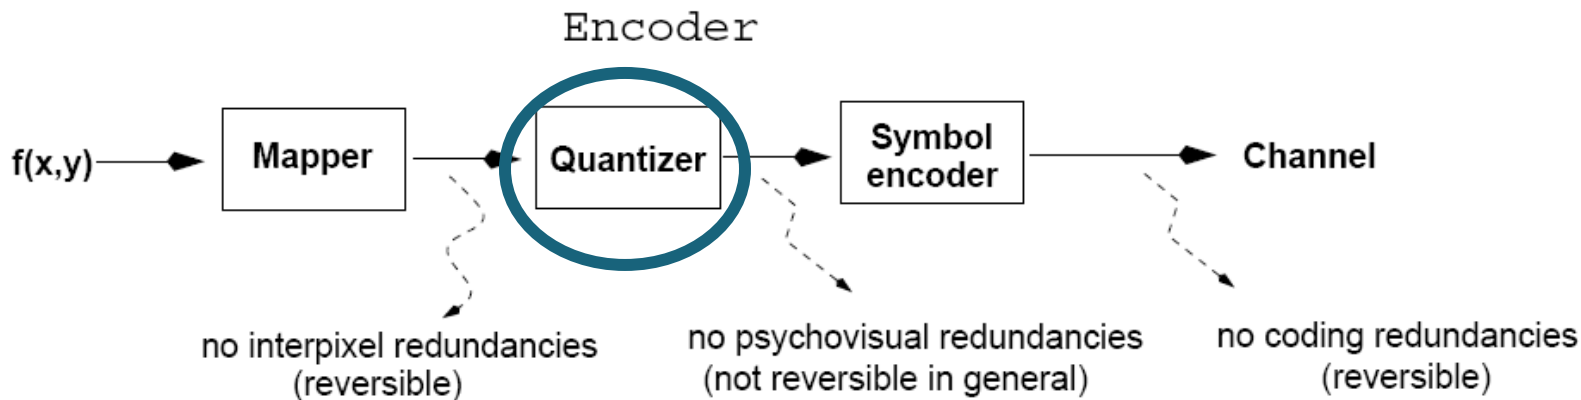 Encoder
f(x,y)
Mapper
Quantizer
Symbol
encoder
Channel
no interpixel redundancies
(reversible)
no psychovisual redundancies
(not reversible in general)
no coding redundancies
(reversible)